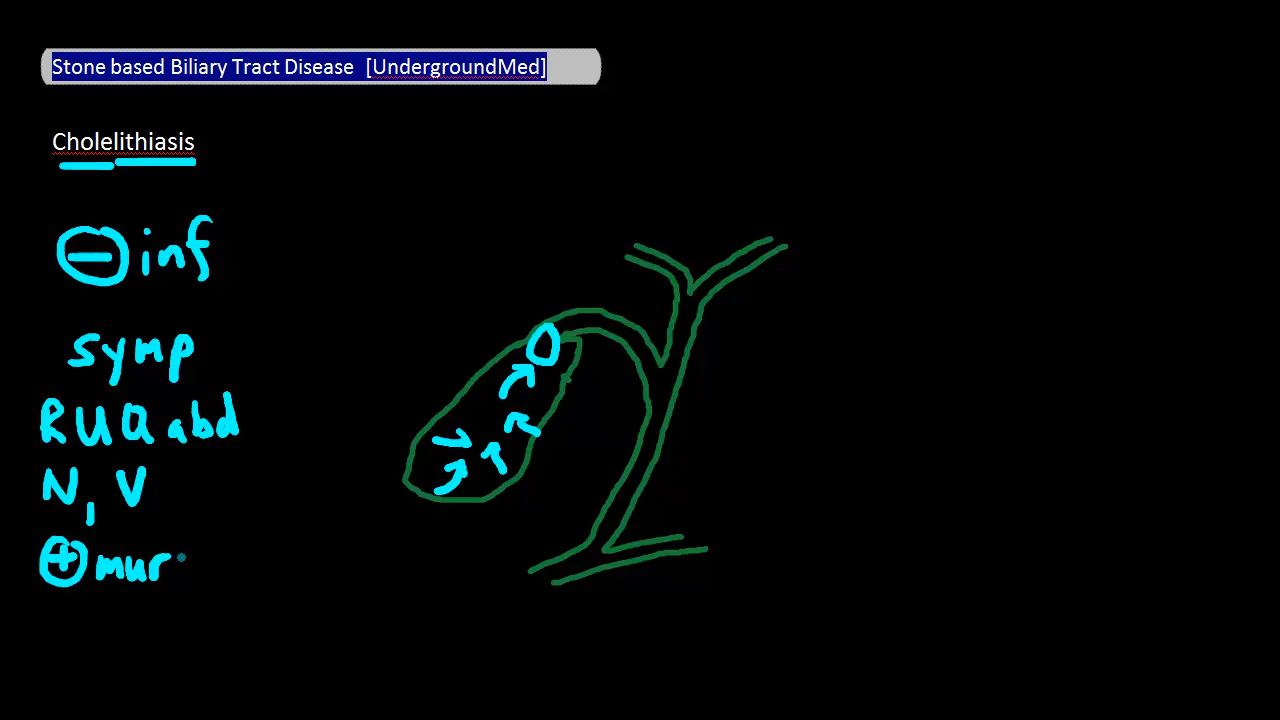 Stone based Biliary Tract Disease [UndergroundMed]
Cholelithiasis
⊖ inf
symp
RUQ abd
N, V
⊕ mur